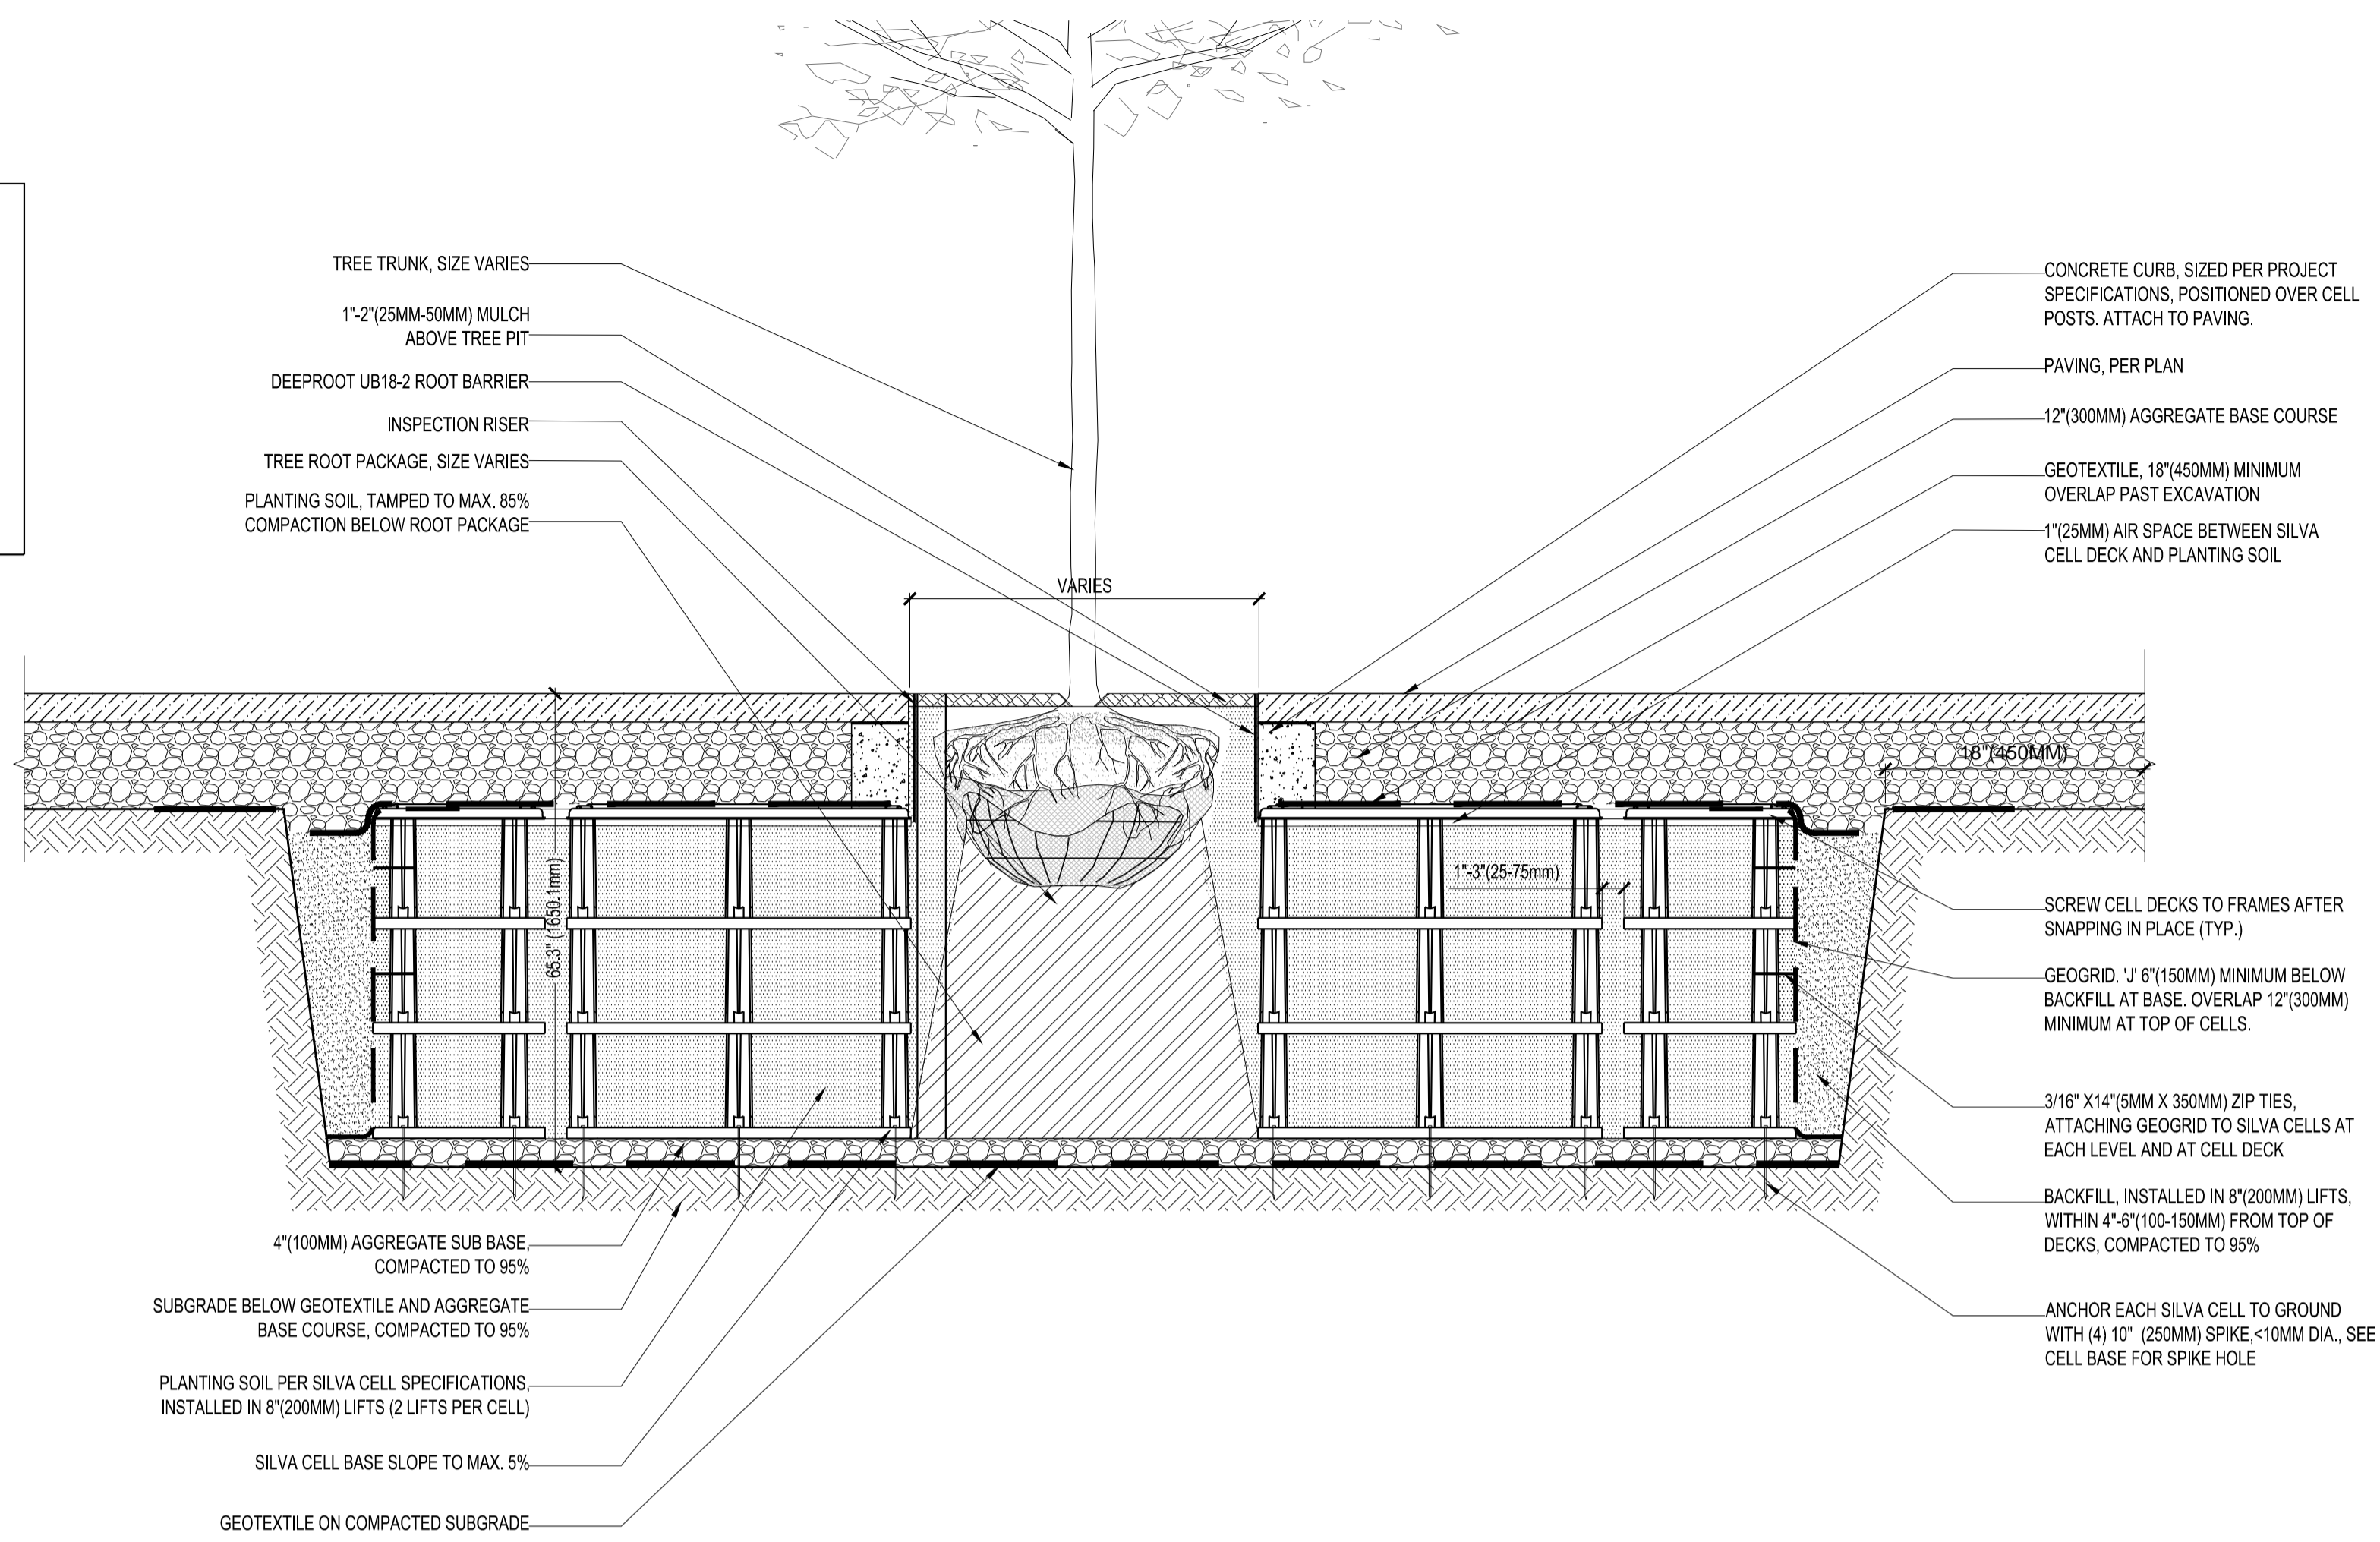 TREE TRUNK, SIZE VARIES
1"-2"(25MM-50MM) MULCH
ABOVE TREE PIT
DEEPROOT UB18-2 ROOT BARRIER
INSPECTION RISER
TREE ROOT PACKAGE, SIZE VARIES
PLANTING SOIL, TAMPED TO MAX. 85%
COMPACTION BELOW ROOT PACKAGE
CONCRETE CURB, SIZED PER PROJECT
SPECIFICATIONS, POSITIONED OVER CELL
POSTS. ATTACH TO PAVING.
PAVING, PER PLAN
12"(300MM) AGGREGATE BASE COURSE
GEOTEXTILE, 18"(450MM) MINIMUM
OVERLAP PAST EXCAVATION
1"(25MM) AIR SPACE BETWEEN SILVA
CELL DECK AND PLANTING SOIL
VARIES
18"(450MM)
65.3" (1650.1mm)
1"-3"(25-75mm)
SCREW CELL DECKS TO FRAMES AFTER
SNAPPING IN PLACE (TYP.)
GEOGRID. 'J' 6"(150MM) MINIMUM BELOW
BACKFILL AT BASE. OVERLAP 12"(300MM)
MINIMUM AT TOP OF CELLS.
3/16" X14"(5MM X 350MM) ZIP TIES,
ATTACHING GEOGRID TO SILVA CELLS AT
EACH LEVEL AND AT CELL DECK
BACKFILL, INSTALLED IN 8"(200MM) LIFTS,
WITHIN 4"-6"(100-150MM) FROM TOP OF
DECKS, COMPACTED TO 95%
ANCHOR EACH SILVA CELL TO GROUND
WITH (4) 10" (250MM) SPIKE,<10MM DIA., SEE
CELL BASE FOR SPIKE HOLE
4"(100MM) AGGREGATE SUB BASE,
COMPACTED TO 95%
SUBGRADE BELOW GEOTEXTILE AND AGGREGATE
BASE COURSE, COMPACTED TO 95%
PLANTING SOIL PER SILVA CELL SPECIFICATIONS,
INSTALLED IN 8"(200MM) LIFTS (2 LIFTS PER CELL)
SILVA CELL BASE SLOPE TO MAX. 5%
GEOTEXTILE ON COMPACTED SUBGRADE